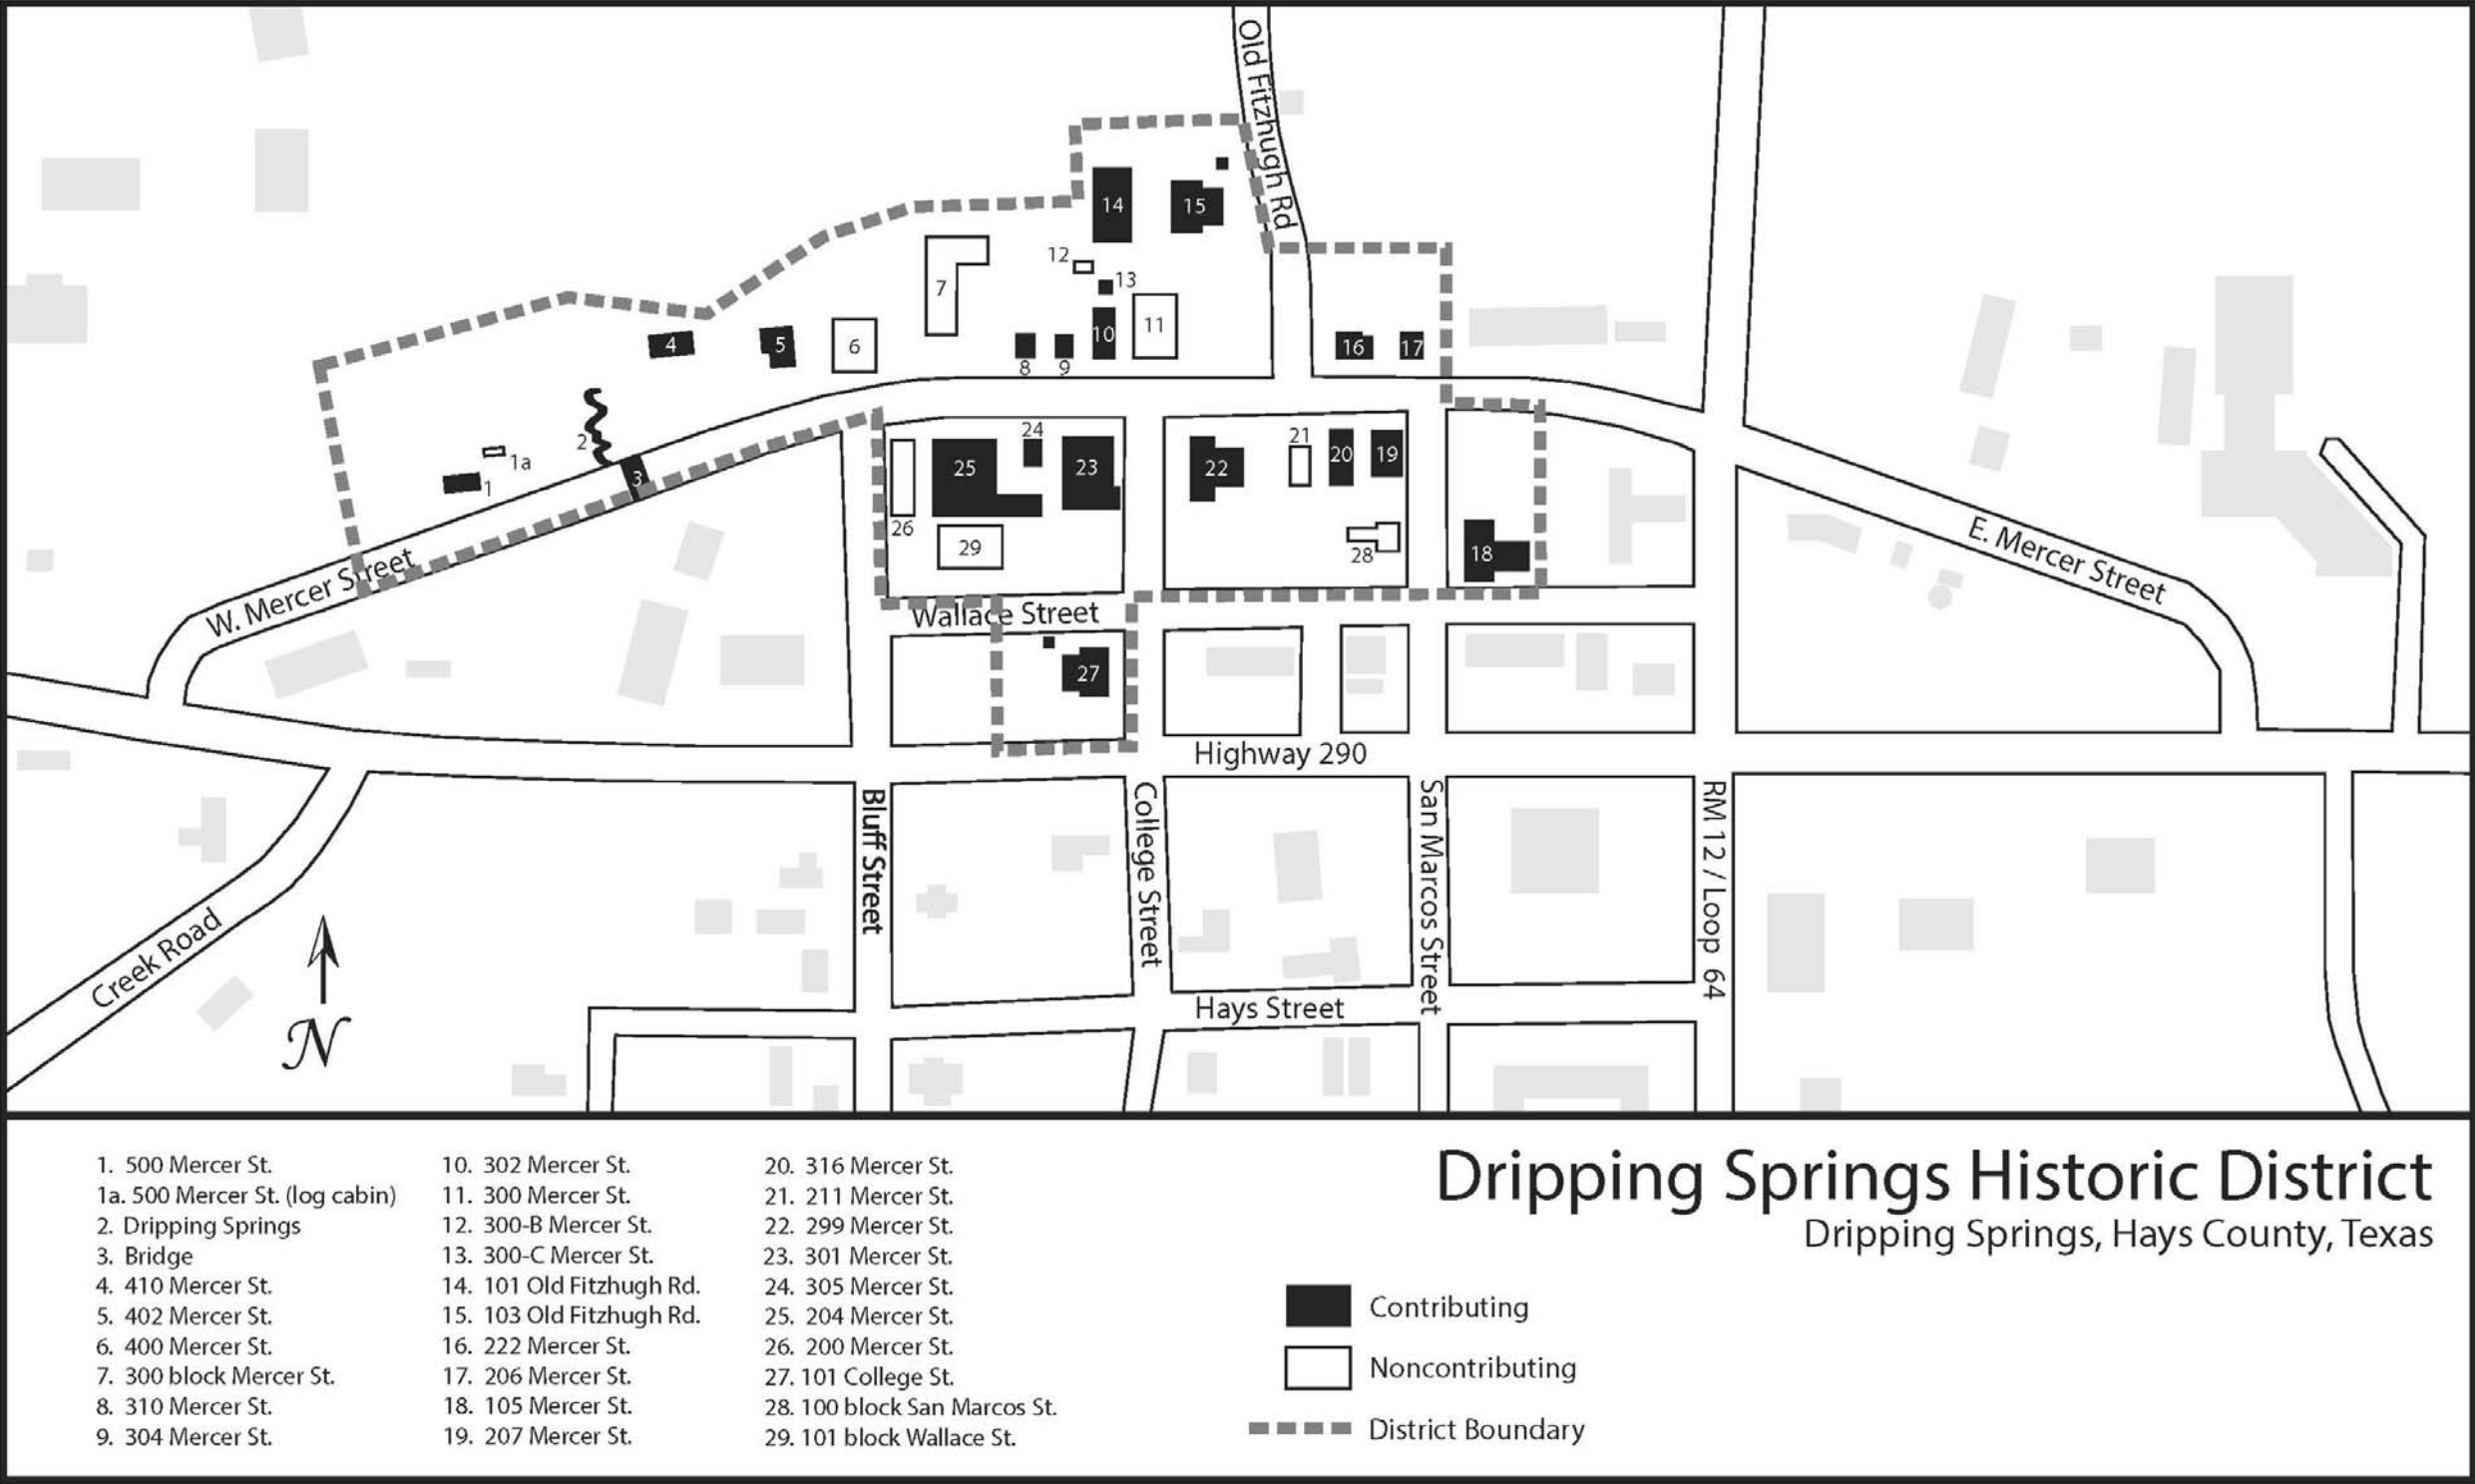 Old Fitzhugh Rd
14
15
12
13
7
11
10
4
5
6
8
9
16
17
2
1a
1
3
24
25
23
26
29
21
22
20
19
28
18
W. Mercer Street
E. Mercer Street
Wallace Street
27
Highway 290
Bluff Street
College Street
San Marcos Street
RM 12 / Loop 64
Creek Road
Hays Street
N
1. 500 Mercer St.
1a. 500 Mercer St. (log cabin)
2. Dripping Springs
3. Bridge
4. 410 Mercer St.
5. 402 Mercer St.
6. 400 Mercer St.
7. 300 block Mercer St.
8. 310 Mercer St.
9. 304 Mercer St.
10. 302 Mercer St.
11. 300 Mercer St.
12. 300-B Mercer St.
13. 300-C Mercer St.
14. 101 Old Fitzhugh Rd.
15. 103 Old Fitzhugh Rd.
16. 222 Mercer St.
17. 206 Mercer St.
18. 105 Mercer St.
19. 207 Mercer St.
20. 316 Mercer St.
21. 211 Mercer St.
22. 299 Mercer St.
23. 301 Mercer St.
24. 305 Mercer St.
25. 204 Mercer St.
26. 200 Mercer St.
27. 101 College St.
28. 100 block San Marcos St.
29. 101 block Wallace St.
Dripping Springs Historic District
Dripping Springs, Hays County, Texas
Contributing
Noncontributing
District Boundary